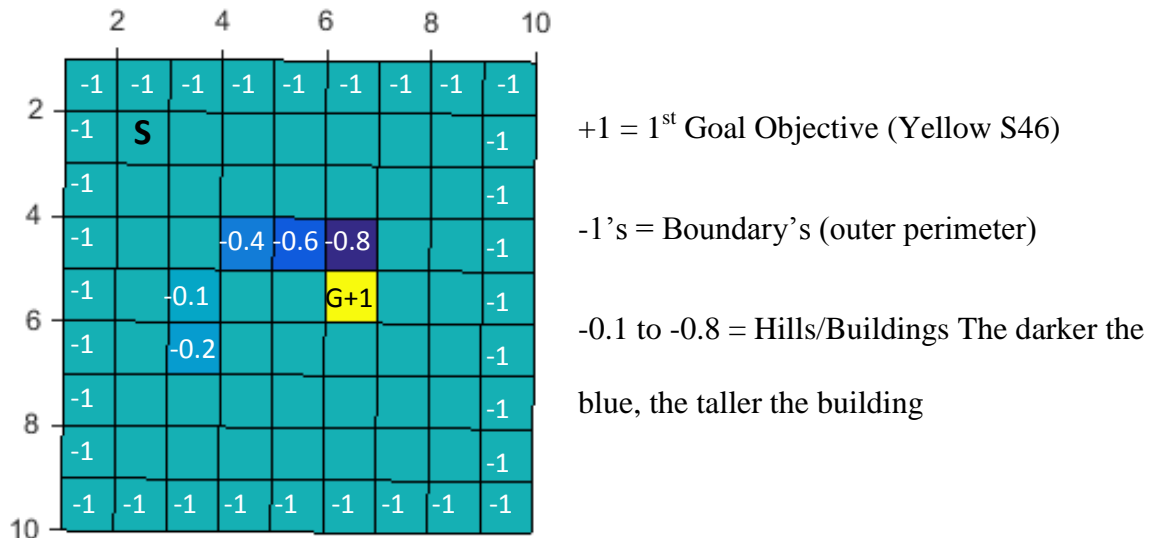 2 4 6 8 10
-1 -1 -1 -1 -1 -1 -1 -1 -1
2
-1 S -1
+1 = 1st Goal Objective (Yellow S46)
-1 -1
4
-1 -0.4 -0.6 -0.8 -1
-1's = Boundary's (outer perimeter)
-1 -0.1 G+1 -1
6
-1 -0.2 -1
-0.1 to -0.8 = Hills/Buildings The darker the
-1 -1
blue, the taller the building
8
-1 -1
-1 -1 -1 -1 -1 -1 -1 -1 -1
10